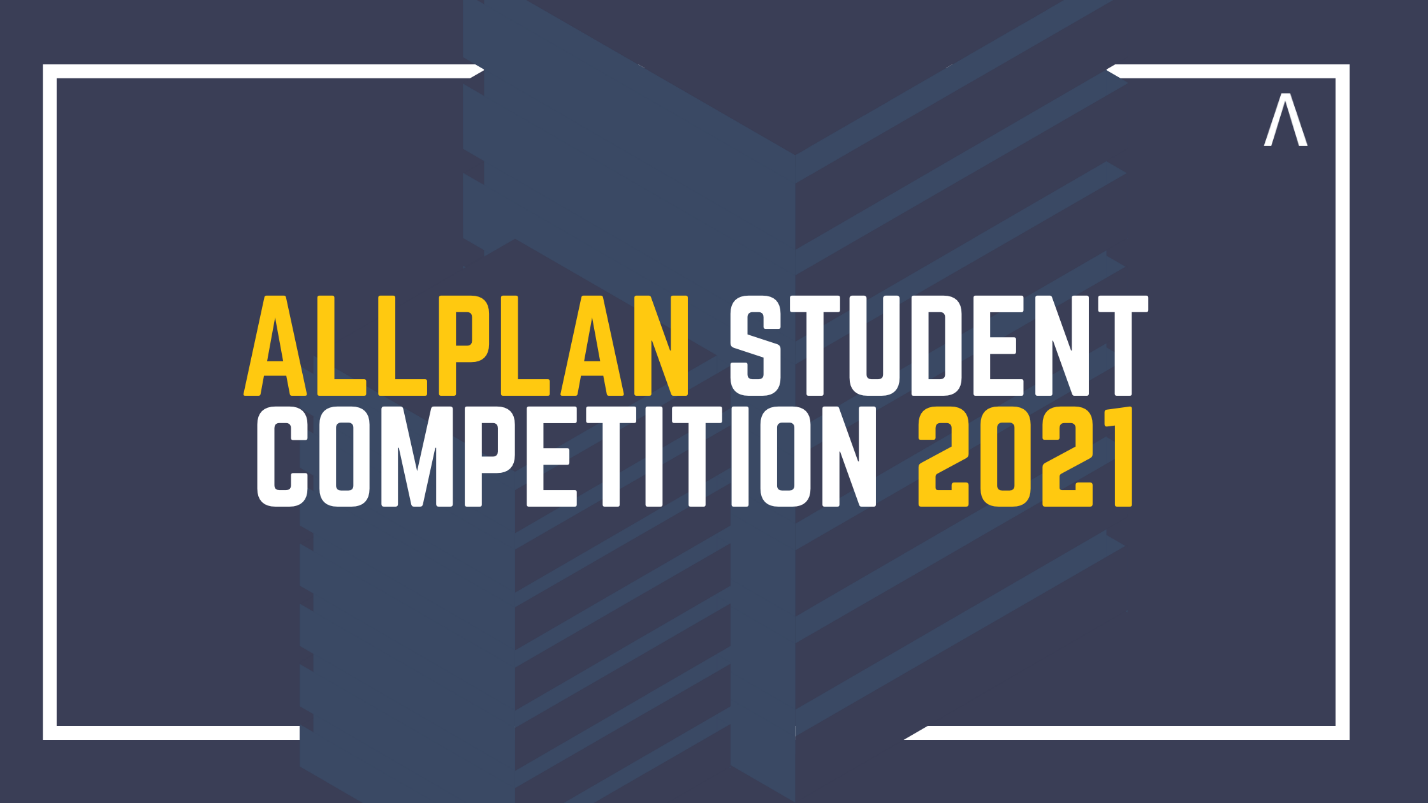 Λ
ALLPLAN STUDENT
COMPETITION 2021